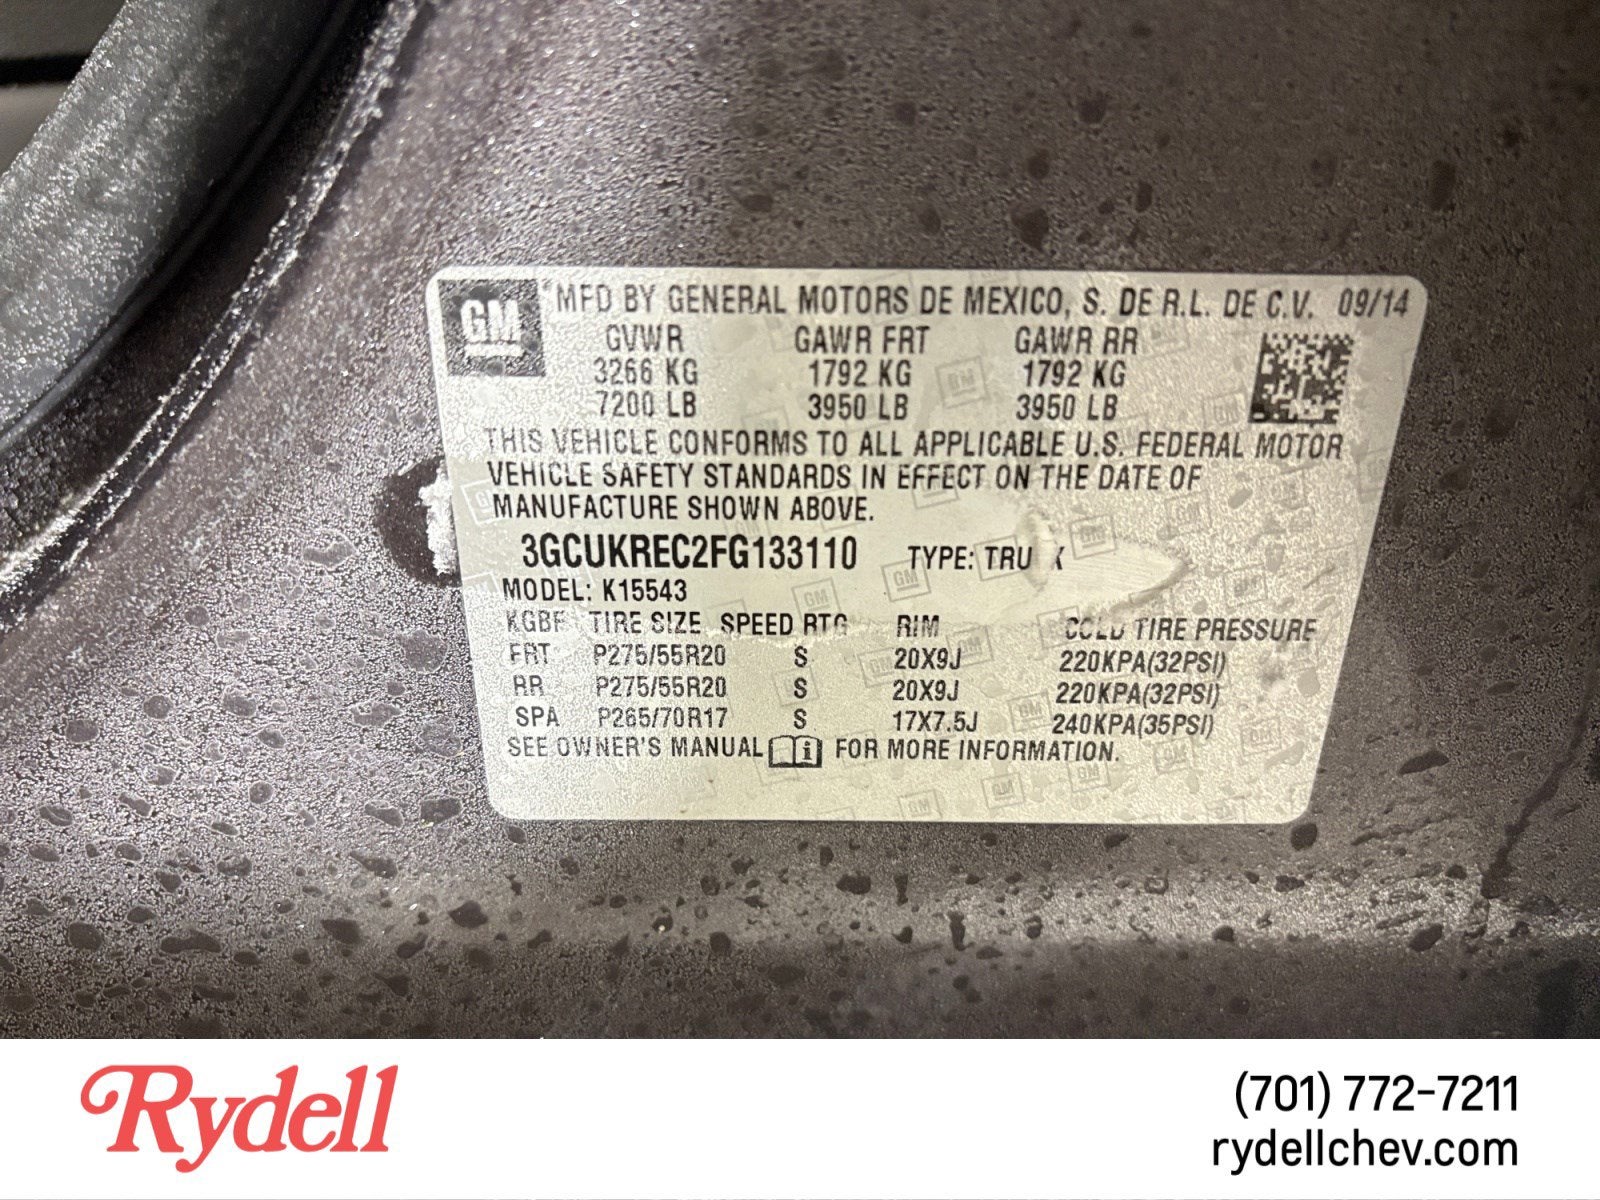 GM
MFD BY GENERAL MOTORS DE MEXICO, S. DE R.L. DE C.V. 09/14
GVWR GAWR FRT GAWR RR
3266 KG 1792 KG 1792 KG
7200 LB 3950 LB 3950 LB
THIS VEHICLE CONFORMS TO ALL APPLICABLE U.S. FEDERAL MOTOR
VEHICLE SAFETY STANDARDS IN EFFECT ON THE DATE OF
MANUFACTURE SHOWN ABOVE.
3GCUKREC2FG133110 TYPE: TRU K
MODEL: K15543
KGBF TIRE SIZE SPEED RTG RIM COLD TIRE PRESSURE
FRT P275/55R20 S 20X9J 220KPA(32PSI)
RR P275/55R20 S 20X9J 220KPA(32PSI)
SPA P265/70R17 S 17X7.5J 240KPA(35PSI)
SEE OWNER'S MANUAL i FOR MORE INFORMATION.
Rydell
(701) 772-7211
rydellchev.com